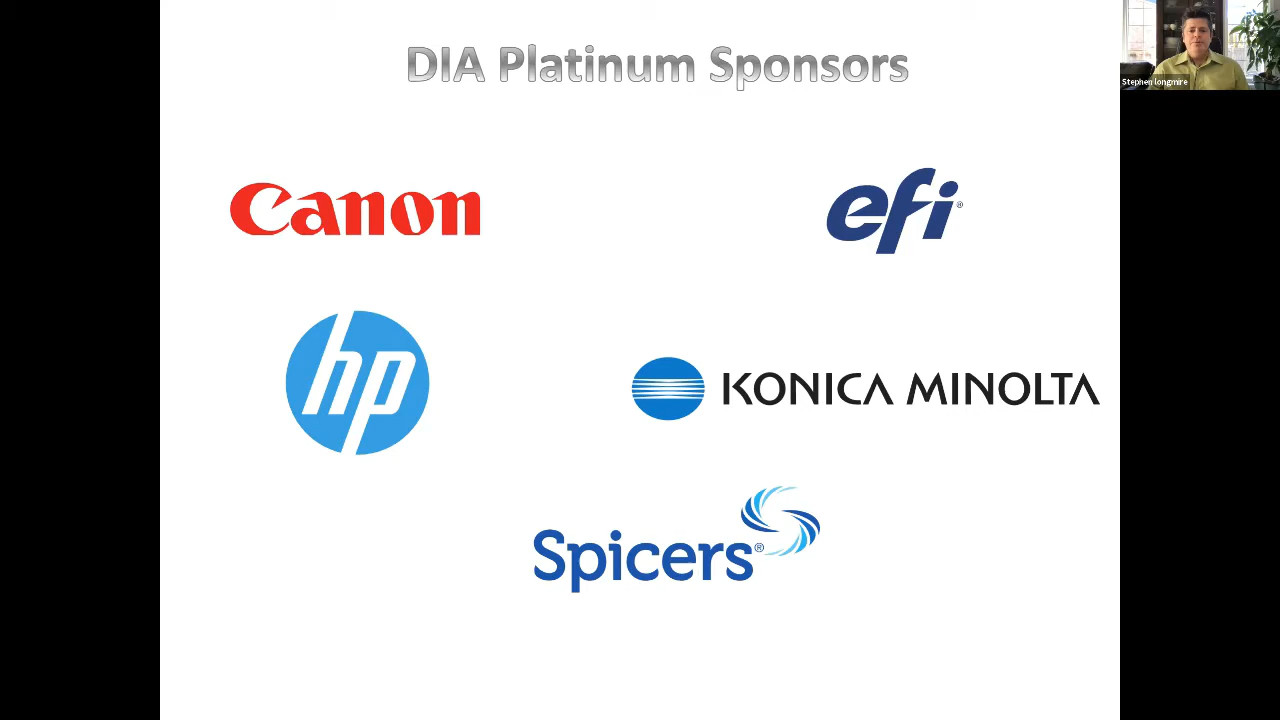 DIA Platinum Sponsors
Stephen longmire
Canon
efi®
hp
KONICA MINOLTA
Spicers®